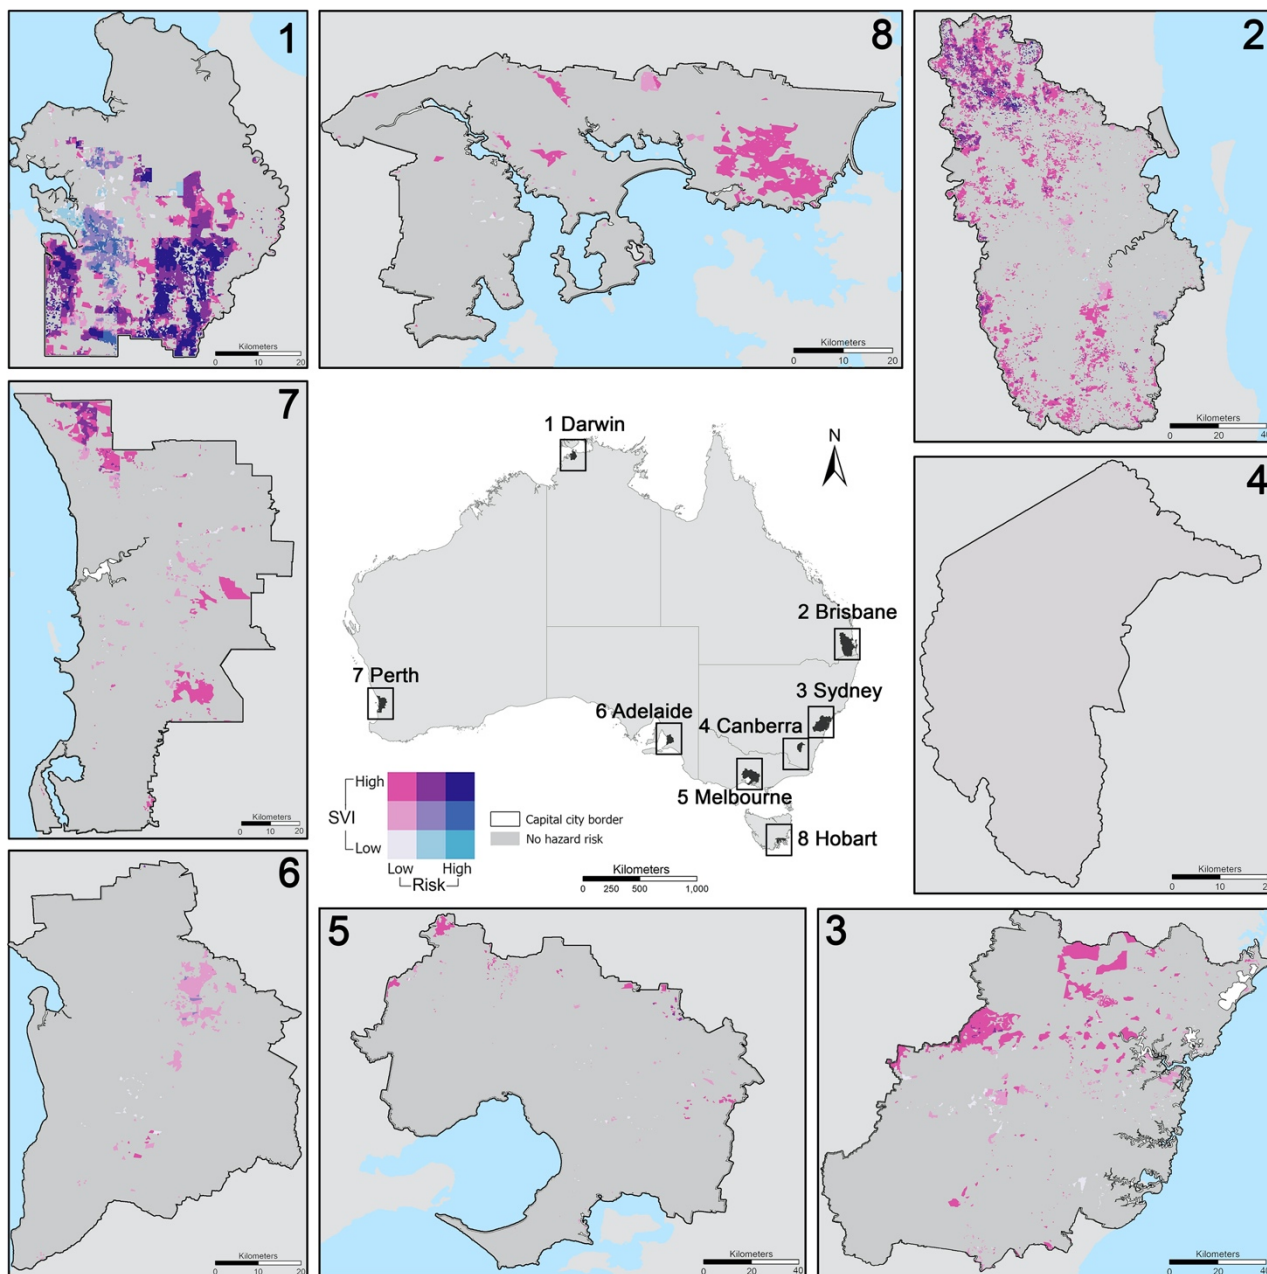 1
Kilometers
0 10 20
8
Kilometers
0 10 20
2
Kilometers
0 20 40
7
Kilometers
0 10 20
1 Darwin
N
2 Brisbane
3 Sydney
7 Perth
6 Adelaide
4 Canberra
5 Melbourne
8 Hobart
High
SVI
Low
Low High
Risk
Capital city border
No hazard risk
Kilometers
0 250 500 1,000
4
Kilometers
0 10 20
6
Kilometers
0 10 20
5
Kilometers
0 20 40
3
Kilometers
0 20 40